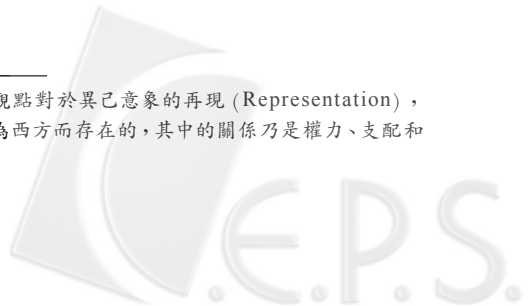 觀點對於異己意象的再現 (Representation) ，
為西方而存在的，其中的關係乃是權力、支配和
C.E.P.S.